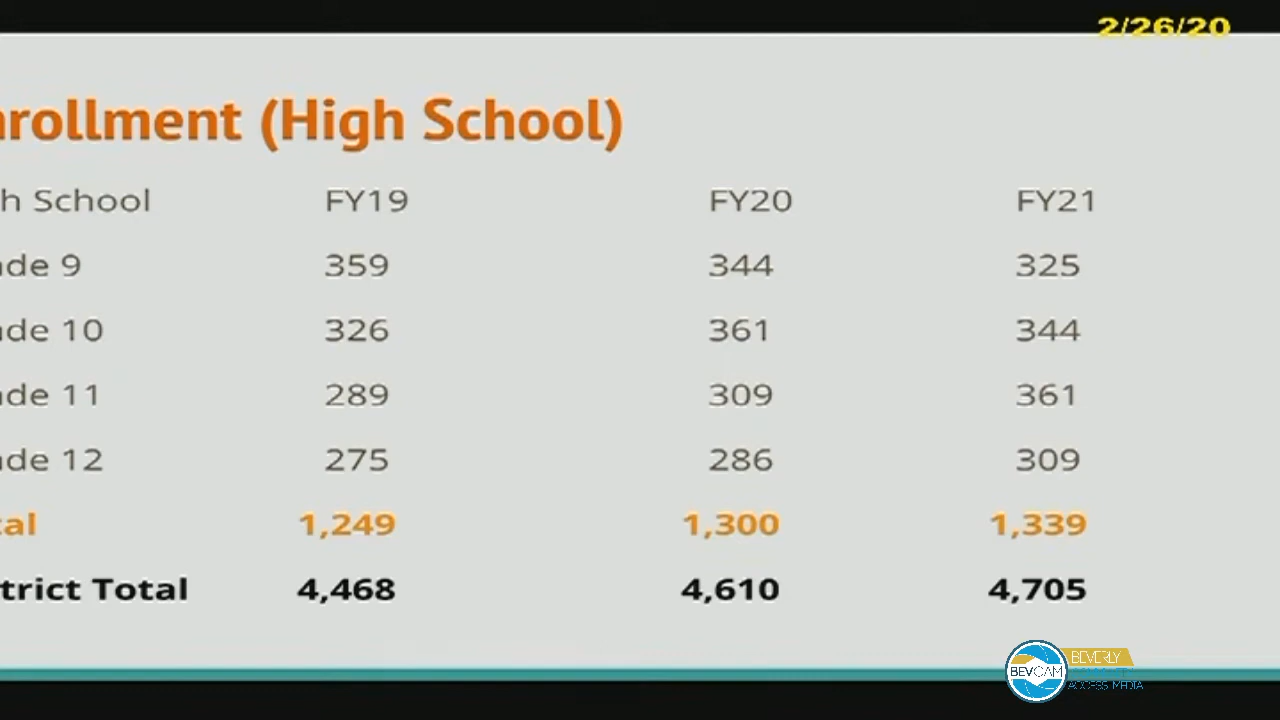 2/26/20
nrollment (High School)
h School FY19 FY20 FY21
ade 9 359 344 325
ade 10 326 361 344
ade 11 289 309 361
ade 12 275 286 309
tal 1,249 1,300 1,339
trict Total 4,468 4,610 4,705
BEVCAM
BEVERLY
ACCESS MEDIA